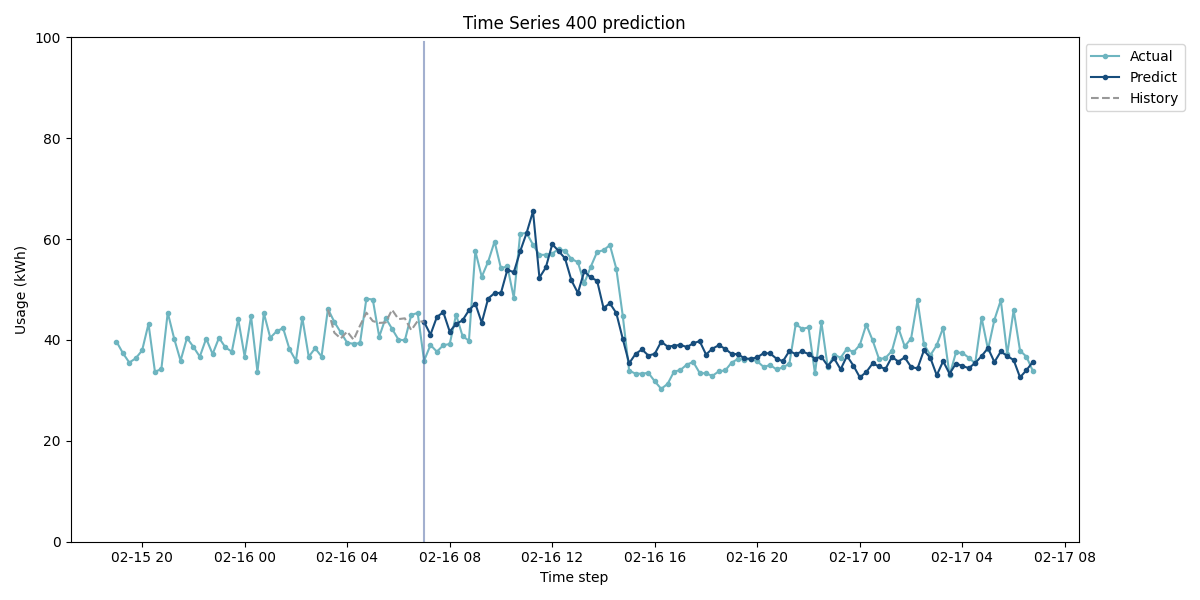 Time Series 400 prediction
Usage (kWh)
100
80
60
40
20
0
02-15 20
02-16 00
02-16 04
02-16 08
02-16 12
02-16 16
02-16 20
02-17 00
02-17 04
02-17 08
Time step
Actual
Predict
History